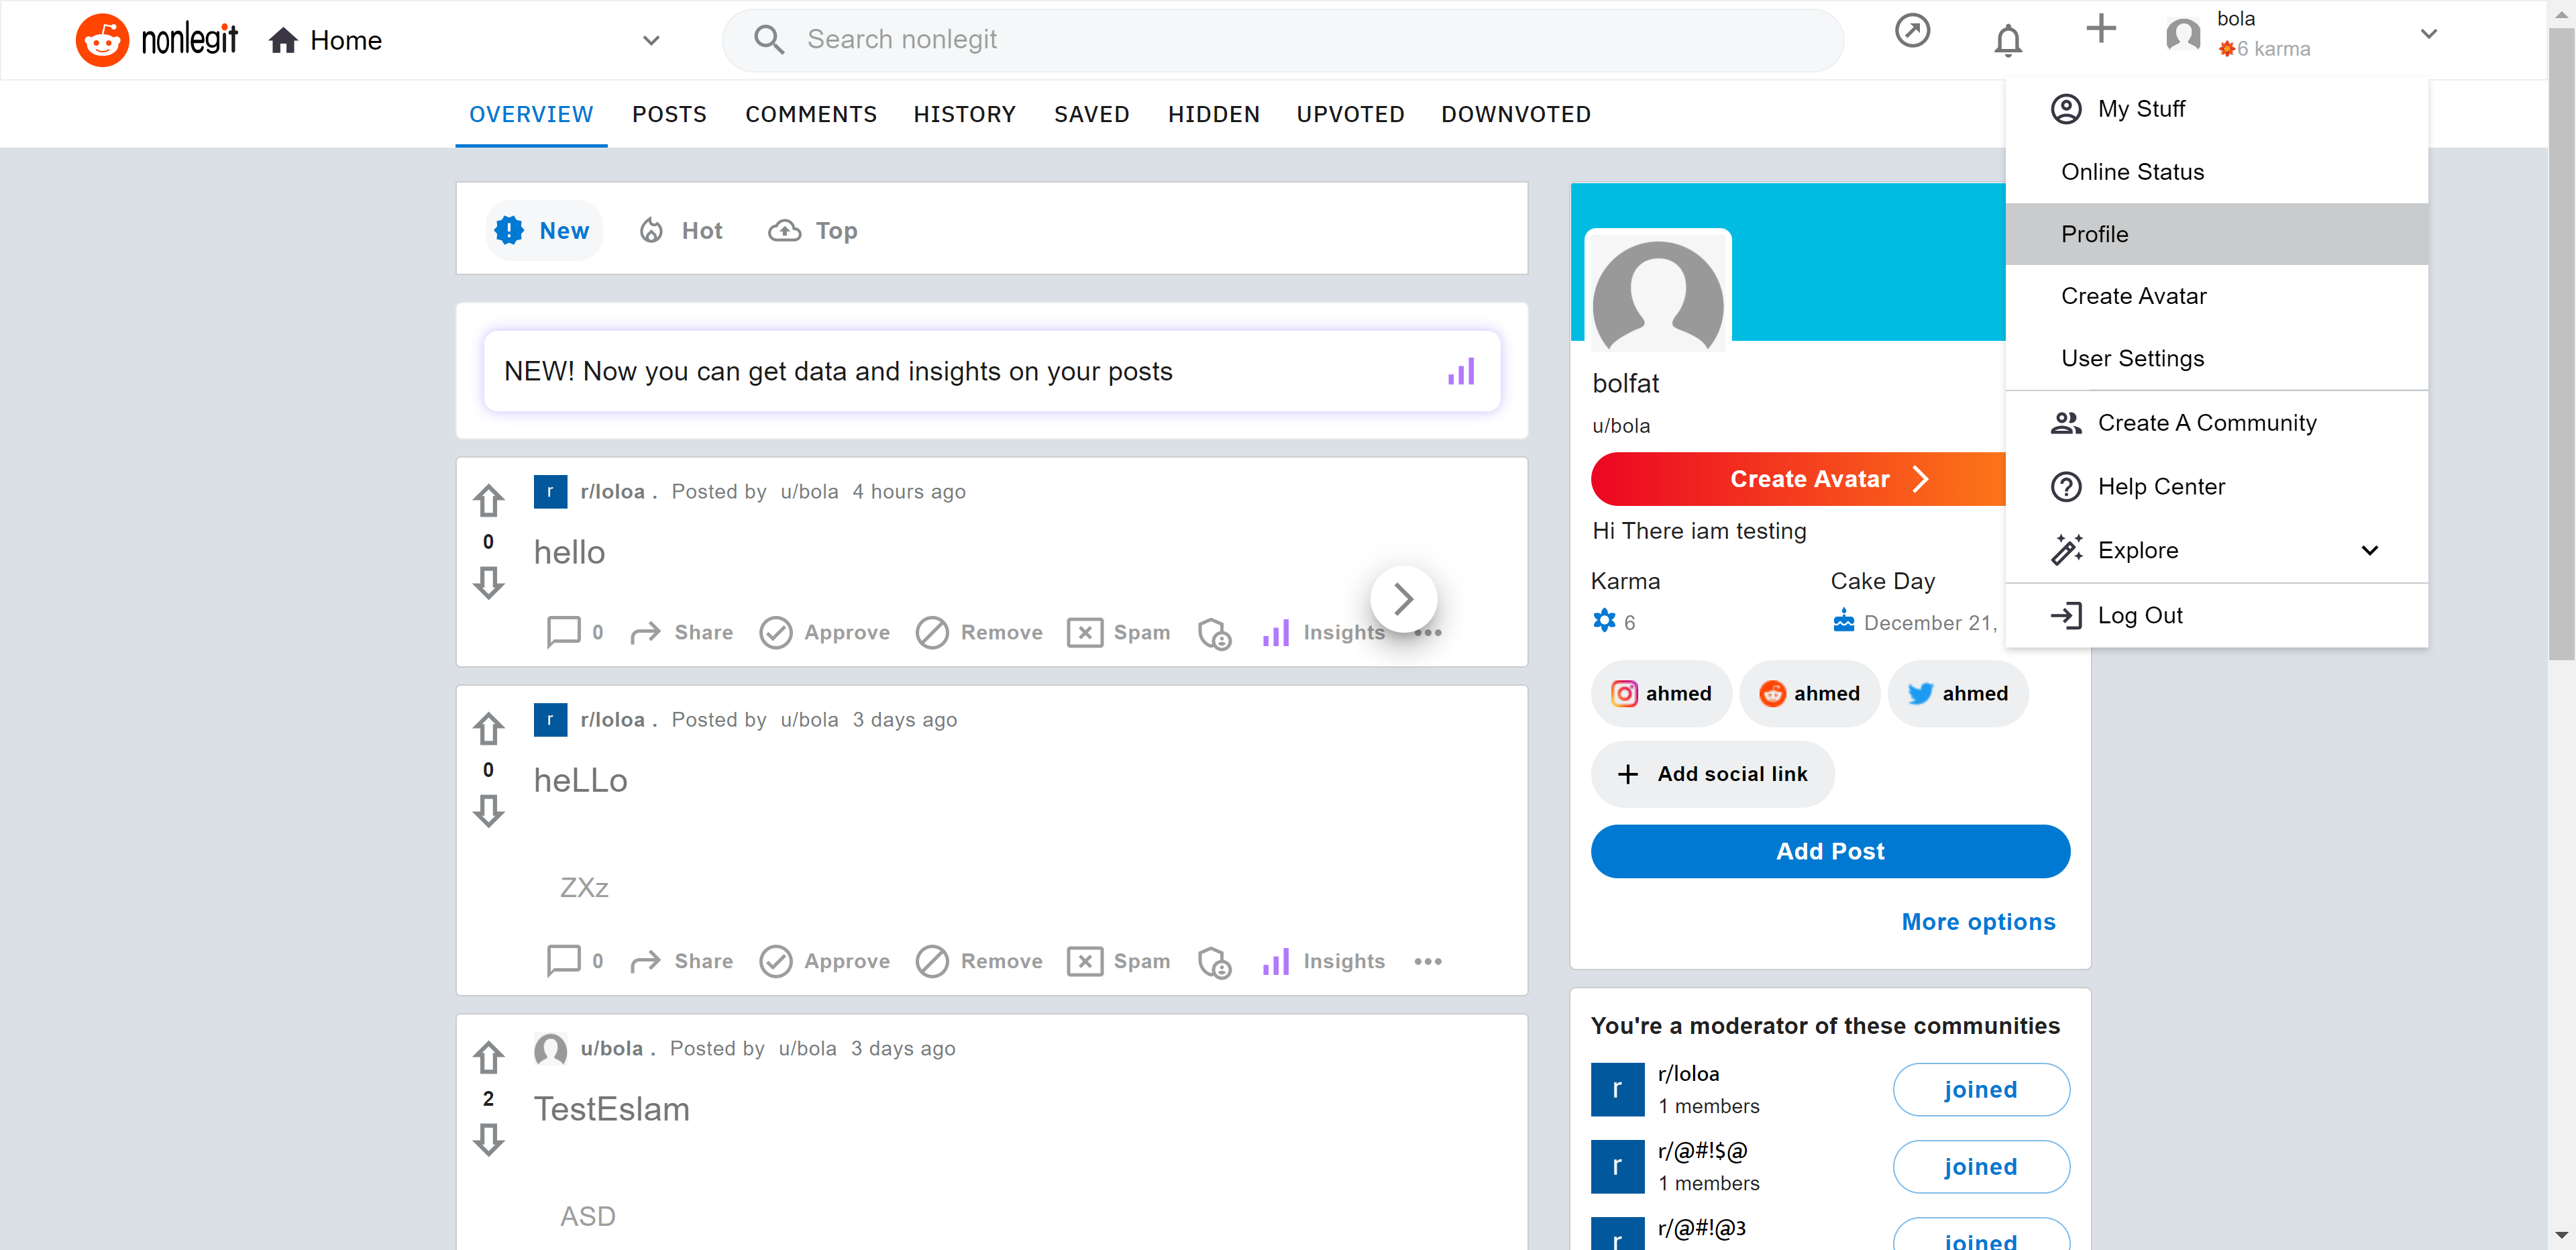 nonlegit Home Search nonlegit bola
6 karma
OVERVIEW POSTS COMMENTS HISTORY SAVED HIDDEN UPVOTED DOWNVOTED
My Stuff
Online Status
Profile
Create Avatar
User Settings
Create A Community
Help Center
Explore
Log Out
New Hot Top
NEW! Now you can get data and insights on your posts
r/loloa . Posted by u/bola 4 hours ago
0
hello
0 Share Approve Remove Spam Insights
r/loloa . Posted by u/bola 3 days ago
0
heLLo
ZXz
0 Share Approve Remove Spam Insights
u/bola . Posted by u/bola 3 days ago
2
TestEslam
ASD
bolfat
u/bola
Create Avatar
Hi There iam testing
Karma Cake Day
6 December 21,
ahmed ahmed ahmed
Add social link
Add Post
More options
You're a moderator of these communities
r r/loloa joined
1 members
r r/@#!$@ joined
1 members
r r/@#!@3 joined